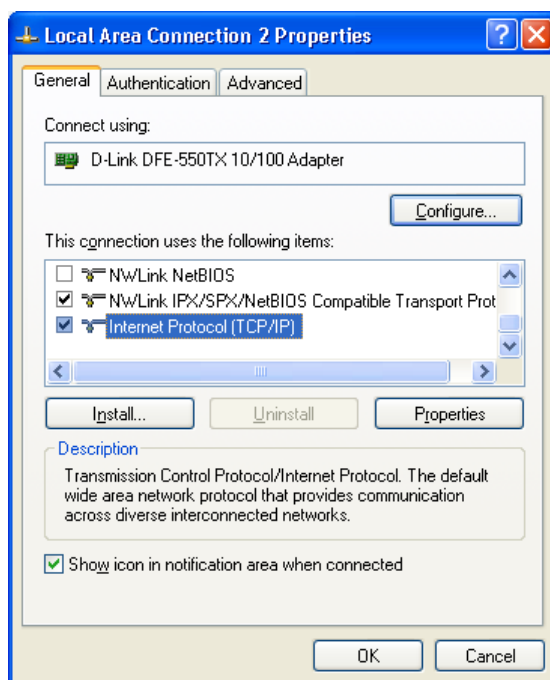 Local Area Connection 2 Properties
General Authentication Advanced
Connect using:
D-Link DFE-550TX 10/100 Adapter
Configure...
This connection uses the following items:
NWLink NetBIOS
NWLink IPX/SPX/NetBIOS Compatible Transport Prot
Internet Protocol (TCP/IP)
Install... Uninstall Properties
Description
Transmission Control Protocol/Internet Protocol. The default
wide area network protocol that provides communication
across diverse interconnected networks.
Show icon in notification area when connected
OK Cancel